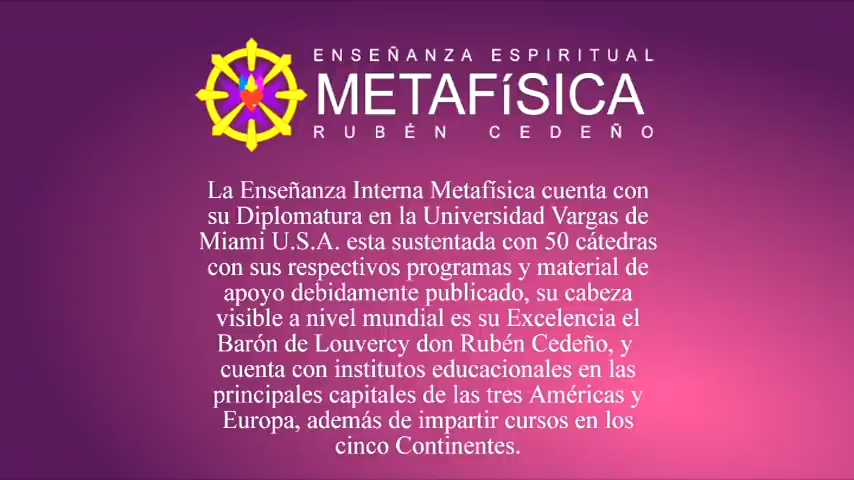 ENSEÑANZA ESPIRITUAL
METAFíSICA
RUBÉN CEDEÑO
La Enseñanza Interna Metafísica cuenta con
su Diplomatura en la Universidad Vargas de
Miami U.S.A. esta sustentada con 50 cátedras
con sus respectivos programas y material de
apoyo debidamente publicado, su cabeza
visible a nivel mundial es su Excelencia el
Barón de Louvercy don Rubén Cedeño, y
cuenta con institutos educacionales en las
principales capitales de las tres Américas y
Europa, además de impartir cursos en los
cinco Continentes.